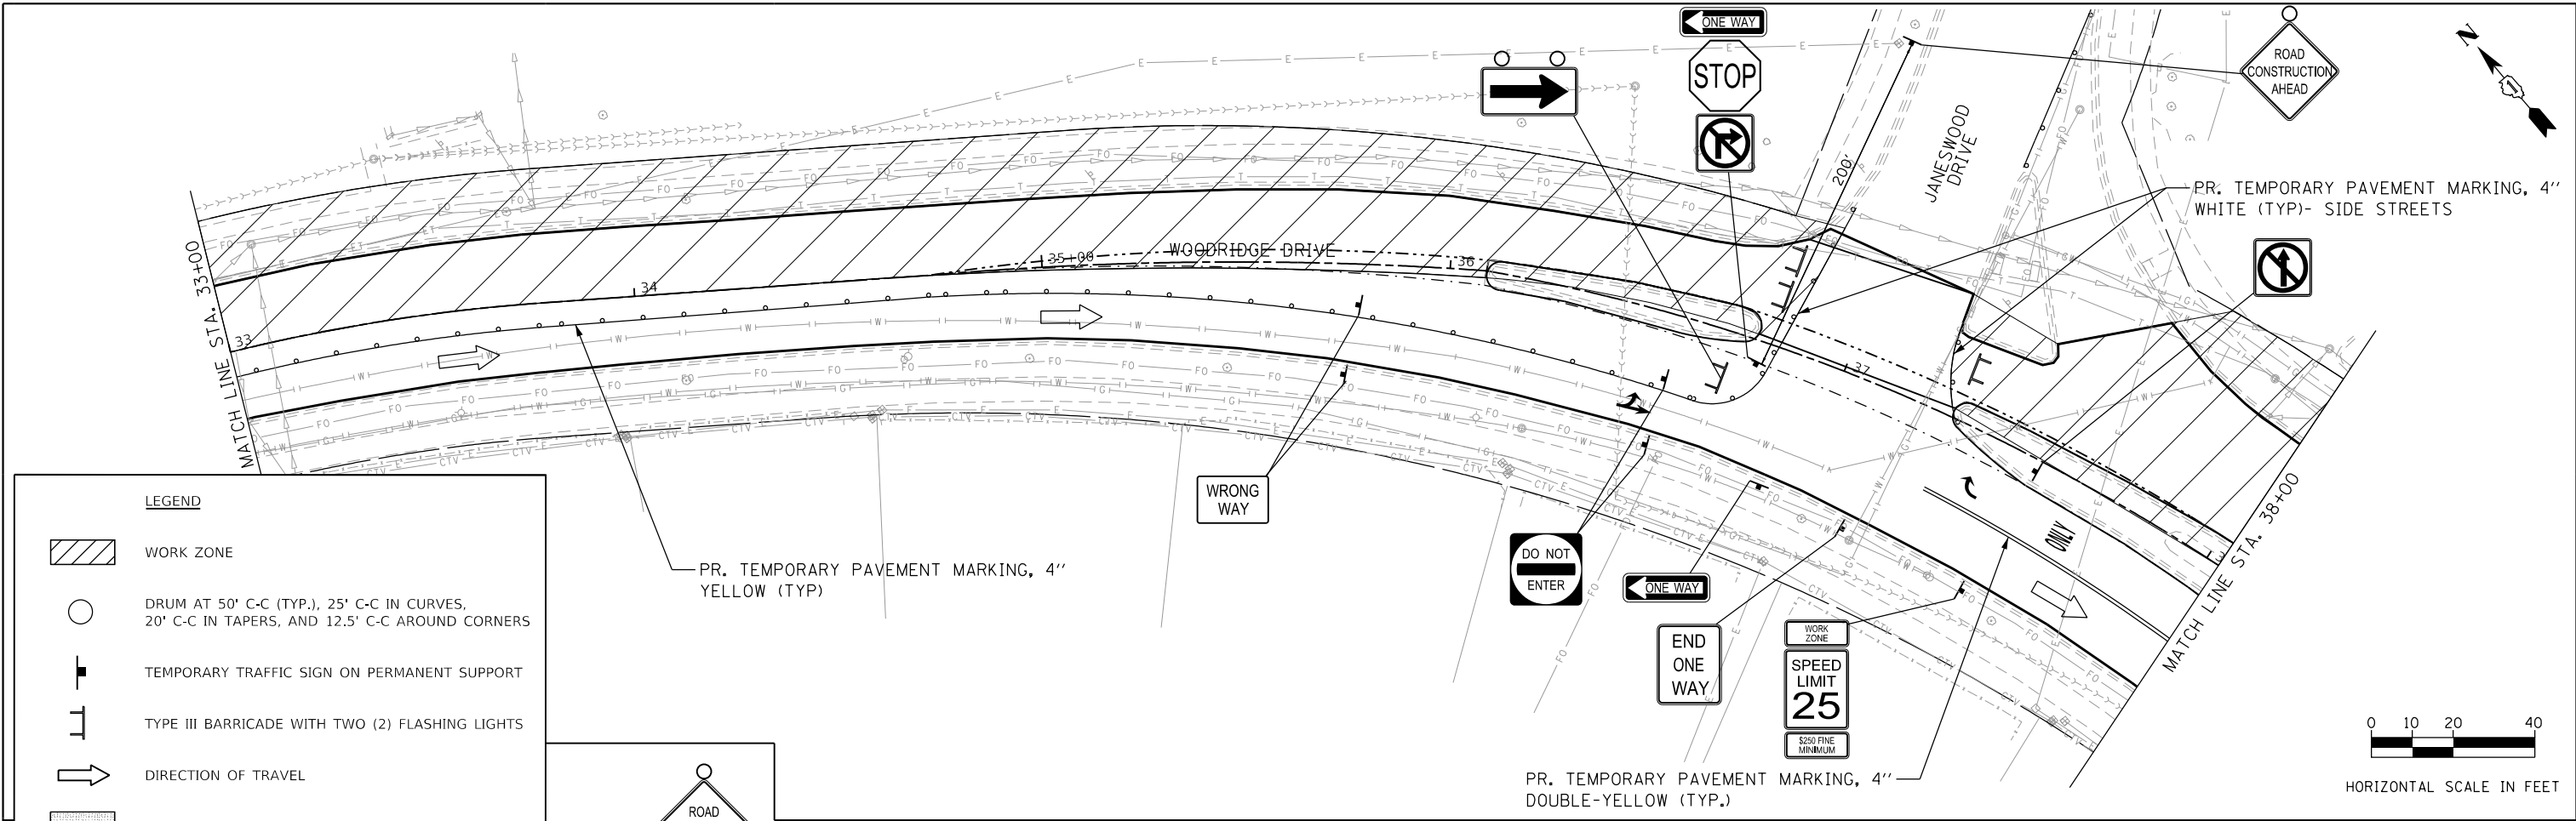 ONE WAY
STOP
ROAD
CONSTRUCTION
AHEAD
N
1
200'
JANESWOOD
DRIVE
PR. TEMPORARY PAVEMENT MARKING, 4"
WHITE (TYP)- SIDE STREETS
MATCH LINE STA. 33+00
33
34
35+00
WOODRIDGE DRIVE
36
37
ONLY
MATCH LINE STA. 38+00
WRONG
WAY
PR. TEMPORARY PAVEMENT MARKING, 4"
YELLOW (TYP)
DO NOT
ENTER
ONE WAY
END
ONE
WAY
WORK
ZONE
SPEED
LIMIT
25
$250 FINE
MINIMUM
PR. TEMPORARY PAVEMENT MARKING, 4"
DOUBLE-YELLOW (TYP.)
0 10 20 40
HORIZONTAL SCALE IN FEET
LEGEND
WORK ZONE
DRUM AT 50' C-C (TYP.), 25' C-C IN CURVES,
20' C-C IN TAPERS, AND 12.5' C-C AROUND CORNERS
TEMPORARY TRAFFIC SIGN ON PERMANENT SUPPORT
TYPE III BARRICADE WITH TWO (2) FLASHING LIGHTS
DIRECTION OF TRAVEL
ROAD